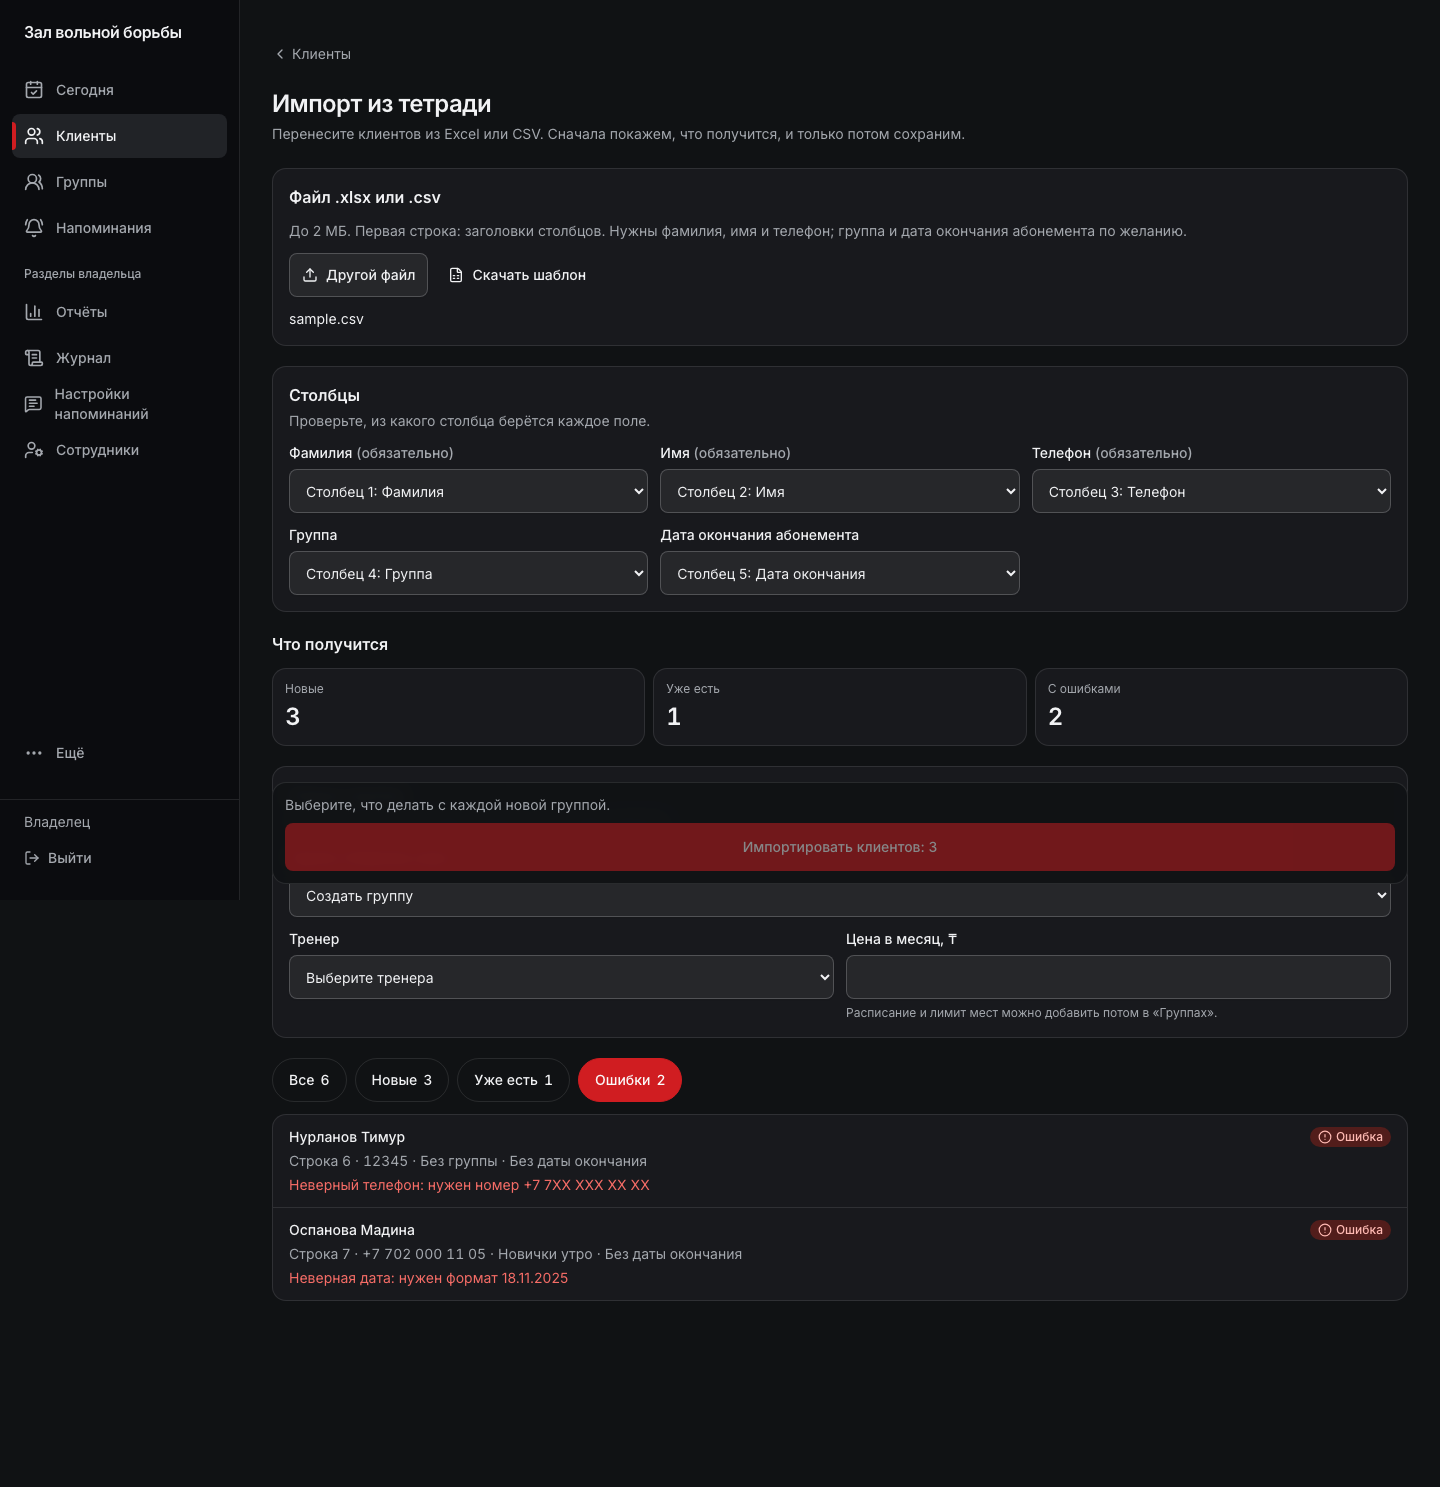 Зал вольной борьбы
Сегодня
Клиенты
Группы
Напоминания
Разделы владельца
Отчёты
Журнал
Настройки
напоминаний
Сотрудники
Ещё
Владелец
Выйти
Клиенты
Импорт из тетради
Перенесите клиентов из Excel или CSV. Сначала покажем, что получится, и только потом сохраним.
Файл .xlsx или .csv
До 2 МБ. Первая строка: заголовки столбцов. Нужны фамилия, имя и телефон; группа и дата окончания абонемента по желанию.
Другой файл
Скачать шаблон
sample.csv
Столбцы
Проверьте, из какого столбца берётся каждое поле.
Фамилия (обязательно)
Имя (обязательно)
Телефон (обязательно)
Столбец 1: Фамилия
Столбец 2: Имя
Столбец 3: Телефон
Группа
Дата окончания абонемента
Столбец 4: Группа
Столбец 5: Дата окончания
Что получится
Новые
3
Уже есть
1
С ошибками
2
Выберите, что делать с каждой новой группой.
Импортировать клиентов: 3
Создать группу
Тренер
Цена в месяц, ₸
Выберите тренера
Расписание и лимит мест можно добавить потом в «Группах».
Все 6
Новые 3
Уже есть 1
Ошибки 2
Нурланов Тимур
Ошибка
Строка 6 · 12345 · Без группы · Без даты окончания
Неверный телефон: нужен номер +7 7XX XXX XX XX
Оспанова Мадина
Ошибка
Строка 7 · +7 702 000 11 05 · Новички утро · Без даты окончания
Неверная дата: нужен формат 18.11.2025